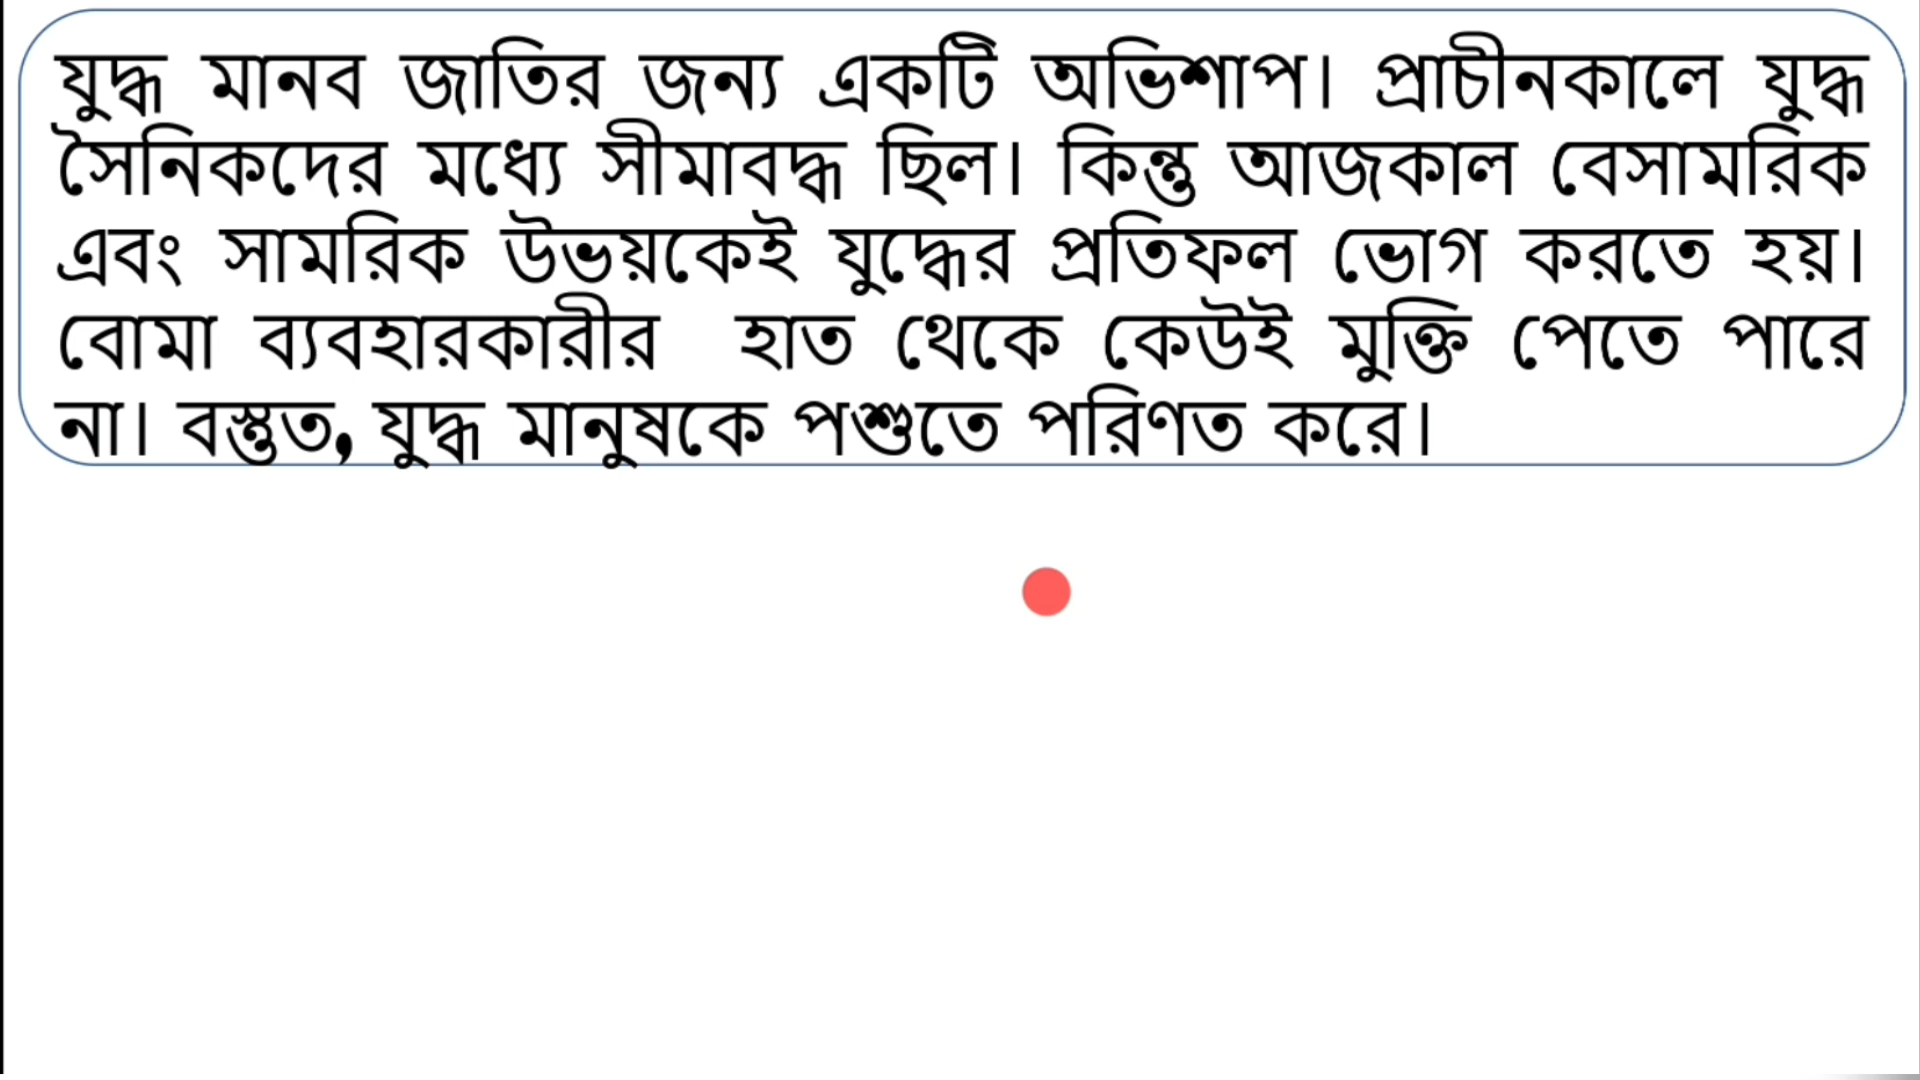 যুদ্ধ মানব জাতির জন্য একটি অভিশাপ। প্রাচীনকালে যুদ্ধ
সৈনিকদের মধ্যে সীমাবদ্ধ ছিল। কিন্তু আজকাল বেসামরিক
এবং সামরিক উভয়কেই যুদ্ধের প্রতিফল ভোগ করতে হয়।
বোমা ব্যবহারকারীর হাত থেকে কেউই মুক্তি পেতে পারে
না। বস্তুত, যুদ্ধ মানুষকে পশুতে পরিণত করে।